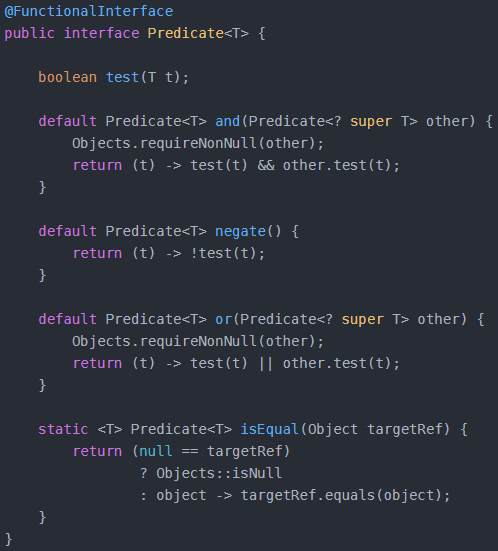 @FunctionalInterface
public interface Predicate<T> {
    boolean test(T t);
    default Predicate<T> and(Predicate<? super T> other) {
        Objects.requireNonNull(other);
        return (t) -> test(t) && other.test(t);
    }
    default Predicate<T> negate() {
        return (t) -> !test(t);
    }
    default Predicate<T> or(Predicate<? super T> other) {
        Objects.requireNonNull(other);
        return (t) -> test(t) || other.test(t);
    }
    static <T> Predicate<T> isEqual(Object targetRef) {
        return (null == targetRef)
                ? Objects::isNull
                : object -> targetRef.equals(object);
    }
}